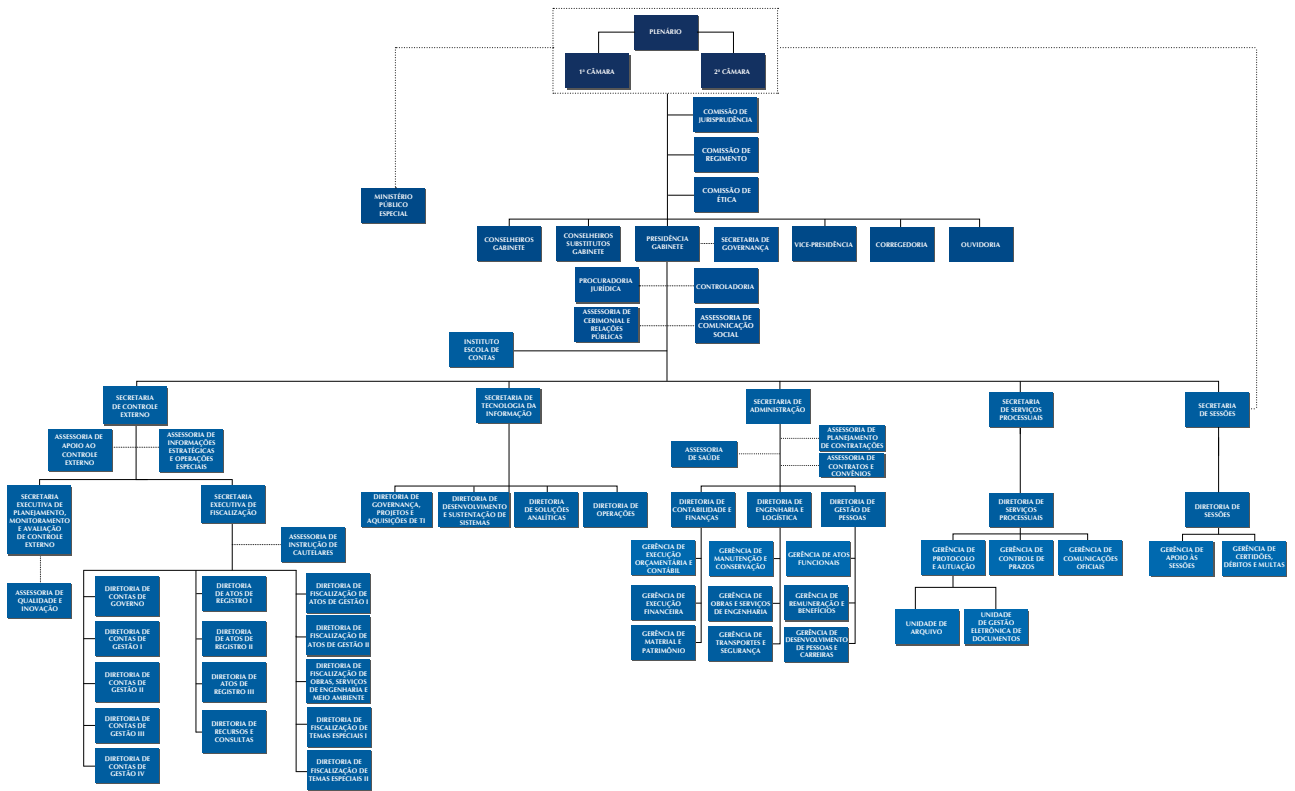 PLENÁRIO
1ª CÂMARA
2ª CÂMARA
COMISSÃO DE
JURISPRUDÊNCIA
COMISSÃO DE
REGIMENTO
COMISSÃO DE
ÉTICA
MINISTÉRIO
PÚBLICO
ESPECIAL
CONSELHEIROS
GABINETE
CONSELHEIROS
SUBSTITUTOS
GABINETE
PRESIDÊNCIA
GABINETE
SECRETARIA DE
GOVERNANÇA
VICE-PRESIDÊNCIA
CORREGEDORIA
OUVIDORIA
PROCURADORIA
JURÍDICA
CONTROLADORIA
ASSESSORIA DE
CERIMONIAL E
RELAÇÕES
PÚBLICAS
ASSESSORIA DE
COMUNICAÇÃO
SOCIAL
INSTITUTO
ESCOLA DE
CONTAS
SECRETARIA
DE CONTROLE
EXTERNO
SECRETARIA DE
TECNOLOGIA DA
INFORMAÇÃO
SECRETARIA DE
ADMINISTRAÇÃO
SECRETARIA
DE SERVIÇOS
PROCESSUAIS
SECRETARIA
DE SESSÕES
ASSESSORIA DE
APOIO AO
CONTROLE
EXTERNO
ASSESSORIA DE
INFORMAÇÕES
ESTRATÉGICAS
E OPERAÇÕES
ESPECIAIS
ASSESSORIA
DE SAÚDE
ASSESSORIA DE
PLANEJAMENTO
DE CONTRATAÇÕES
ASSESSORIA DE
CONTRATOS E
CONVÊNIOS
SECRETARIA
EXECUTIVA DE
PLANEJAMENTO,
MONITORAMENTO
E AVALIAÇÃO
DE CONTROLE
EXTERNO
SECRETARIA
EXECUTIVA DE
FISCALIZAÇÃO
DIRETORIA DE
GOVERNANÇA,
PROJETOS E
AQUISIÇÕES DE TI
DIRETORIA DE
DESENVOLVIMENTO
E SUSTENTAÇÃO DE
SISTEMAS
DIRETORIA
DE SOLUÇÕES
ANALÍTICAS
DIRETORIA DE
OPERAÇÕES
DIRETORIA DE
CONTABILIDADE E
FINANÇAS
DIRETORIA DE
ENGENHARIA E
LOGÍSTICA
DIRETORIA DE
GESTÃO DE
PESSOAS
DIRETORIA DE
SERVIÇOS
PROCESSUAIS
DIRETORIA DE
SESSÕES
ASSESSORIA DE
INSTRUÇÃO DE
CAUTELARES
GERÊNCIA DE
EXECUÇÃO
ORÇAMENTÁRIA E
CONTÁBIL
GERÊNCIA DE
MANUTENÇÃO E
CONSERVAÇÃO
GERÊNCIA DE ATOS
FUNCIONAIS
GERÊNCIA DE
PROTOCOLO
E AUTUAÇÃO
GERÊNCIA DE
CONTROLE DE
PRAZOS
GERÊNCIA DE
COMUNICAÇÕES
OFICIAIS
GERÊNCIA DE
APOIO ÀS
SESSÕES
GERÊNCIA DE
CERTIDÕES,
DÉBITOS E MULTAS
ASSESSORIA DE
QUALIDADE E
INOVAÇÃO
DIRETORIA DE
CONTAS DE
GOVERNO
DIRETORIA
DE ATOS DE
REGISTRO I
DIRETORIA DE
FISCALIZAÇÃO DE
ATOS DE GESTÃO I
GERÊNCIA DE
EXECUÇÃO
FINANCEIRA
GERÊNCIA DE
OBRAS E SERVIÇOS
DE ENGENHARIA
GERÊNCIA DE
REMUNERAÇÃO E
BENEFÍCIOS
UNIDADE DE
ARQUIVO
UNIDADE
DE GESTÃO
ELETRÔNICA DE
DOCUMENTOS
DIRETORIA DE
CONTAS DE
GESTÃO I
DIRETORIA
DE ATOS DE
REGISTRO II
DIRETORIA DE
FISCALIZAÇÃO DE
ATOS DE GESTÃO II
GERÊNCIA DE
MATERIAL E
PATRIMÔNIO
GERÊNCIA DE
TRANSPORTES E
SEGURANÇA
GERÊNCIA DE
DESENVOLVIMENTO
DE PESSOAS E
CARREIRAS
DIRETORIA DE
CONTAS DE
GESTÃO II
DIRETORIA DE
ATOS DE
REGISTRO III
DIRETORIA DE
FISCALIZAÇÃO DE
OBRAS, SERVIÇOS
DE ENGENHARIA E
MEIO AMBIENTE
DIRETORIA DE
CONTAS DE
GESTÃO III
DIRETORIA DE
RECURSOS E
CONSULTAS
DIRETORIA DE
FISCALIZAÇÃO DE
TEMAS ESPECIAIS I
DIRETORIA DE
CONTAS DE
GESTÃO IV
DIRETORIA DE
FISCALIZAÇÃO DE
TEMAS ESPECIAIS II